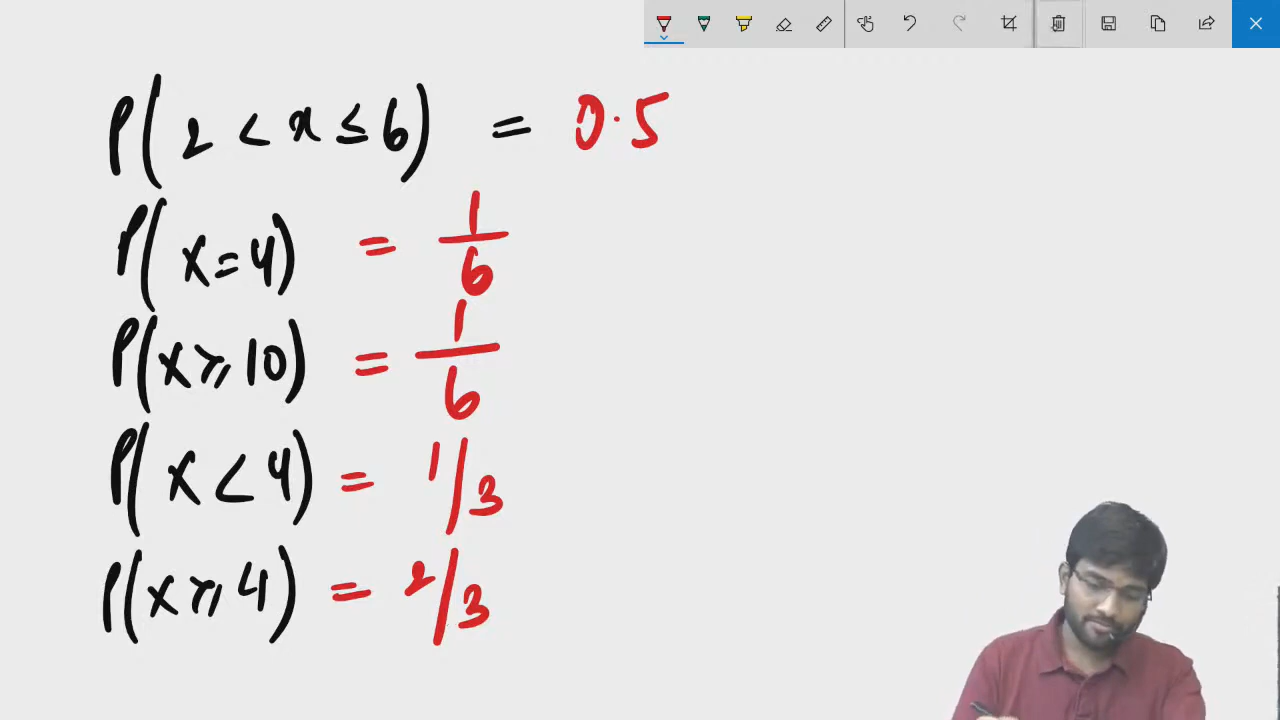 P(2 < x ≤ 6) = 0.5
P(x=4) = 1/6
P(x ≥ 10) = 1/6
P(x < 4) = 1/3
P(x ≥ 4) = 2/3